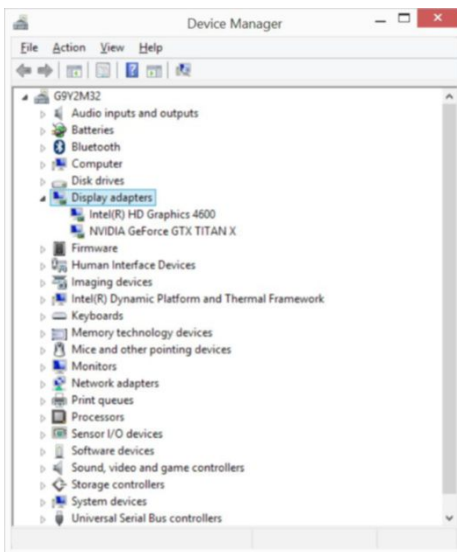 Device Manager
File Action View Help
G9Y2M32
Audio inputs and outputs
Batteries
Bluetooth
Computer
Disk drives
Display adapters
Intel(R) HD Graphics 4600
NVIDIA GeForce GTX TITAN X
Firmware
Human Interface Devices
Imaging devices
Intel(R) Dynamic Platform and Thermal Framework
Keyboards
Memory technology devices
Mice and other pointing devices
Monitors
Network adapters
Print queues
Processors
Sensor I/O devices
Software devices
Sound, video and game controllers
Storage controllers
System devices
Universal Serial Bus controllers